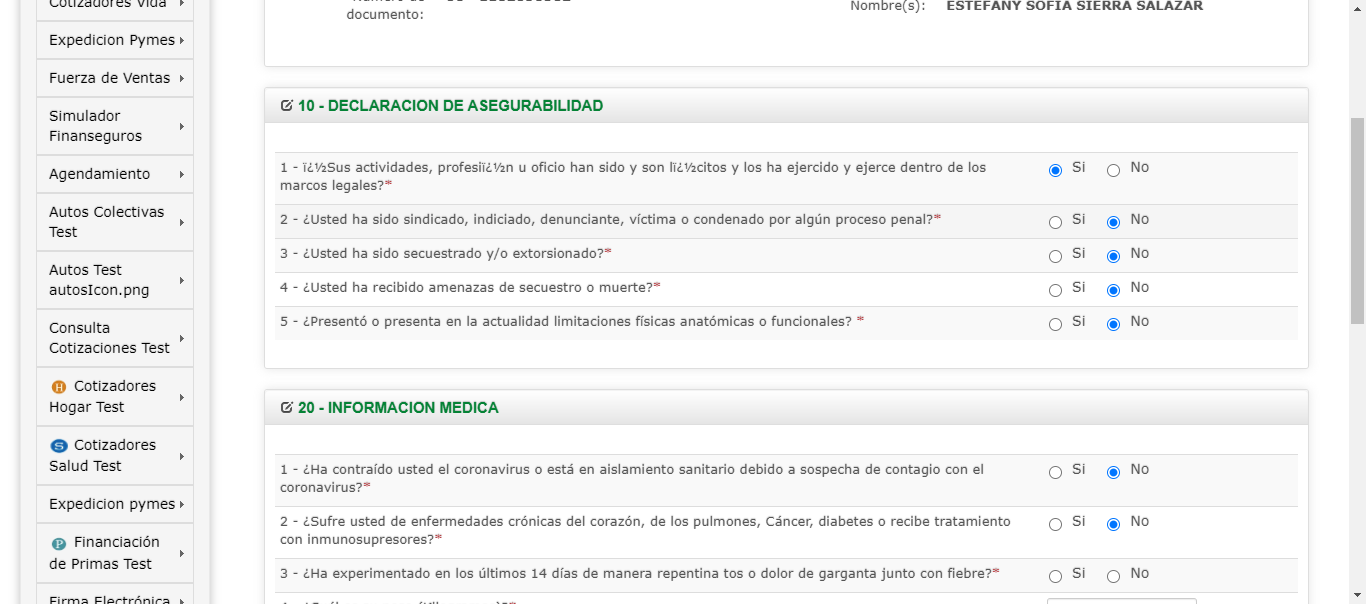 Cotizadores Vida
Expedicion Pymes
Fuerza de Ventas
Simulador
Finanseguros
Agendamiento
Autos Colectivas
Test
Autos Test
autosIcon.png
Consulta
Cotizaciones Test
H Cotizadores
Hogar Test
S Cotizadores
Salud Test
Expedicion pymes
P Financiación
de Primas Test
Firma Electrónica
documento:
Nombre(s): ESTEFANY SOFIA SIERRA SALAZAR
10 - DECLARACION DE ASEGURABILIDAD
1 - ï¿½Sus actividades, profesiï¿½n u oficio han sido y son lï¿½citos y los ha ejercido y ejerce dentro de los Si No
marcos legales?*
2 - ¿Usted ha sido sindicado, indiciado, denunciante, víctima o condenado por algún proceso penal?* Si No
3 - ¿Usted ha sido secuestrado y/o extorsionado?* Si No
4 - ¿Usted ha recibido amenazas de secuestro o muerte?* Si No
5 - ¿Presentó o presenta en la actualidad limitaciones físicas anatómicas o funcionales? * Si No
20 - INFORMACION MEDICA
1 - ¿Ha contraído usted el coronavirus o está en aislamiento sanitario debido a sospecha de contagio con el Si No
coronavirus?*
2 - ¿Sufre usted de enfermedades crónicas del corazón, de los pulmones, Cáncer, diabetes o recibe tratamiento Si No
con inmunosupresores?*
3 - ¿Ha experimentado en los últimos 14 días de manera repentina tos o dolor de garganta junto con fiebre?* Si No